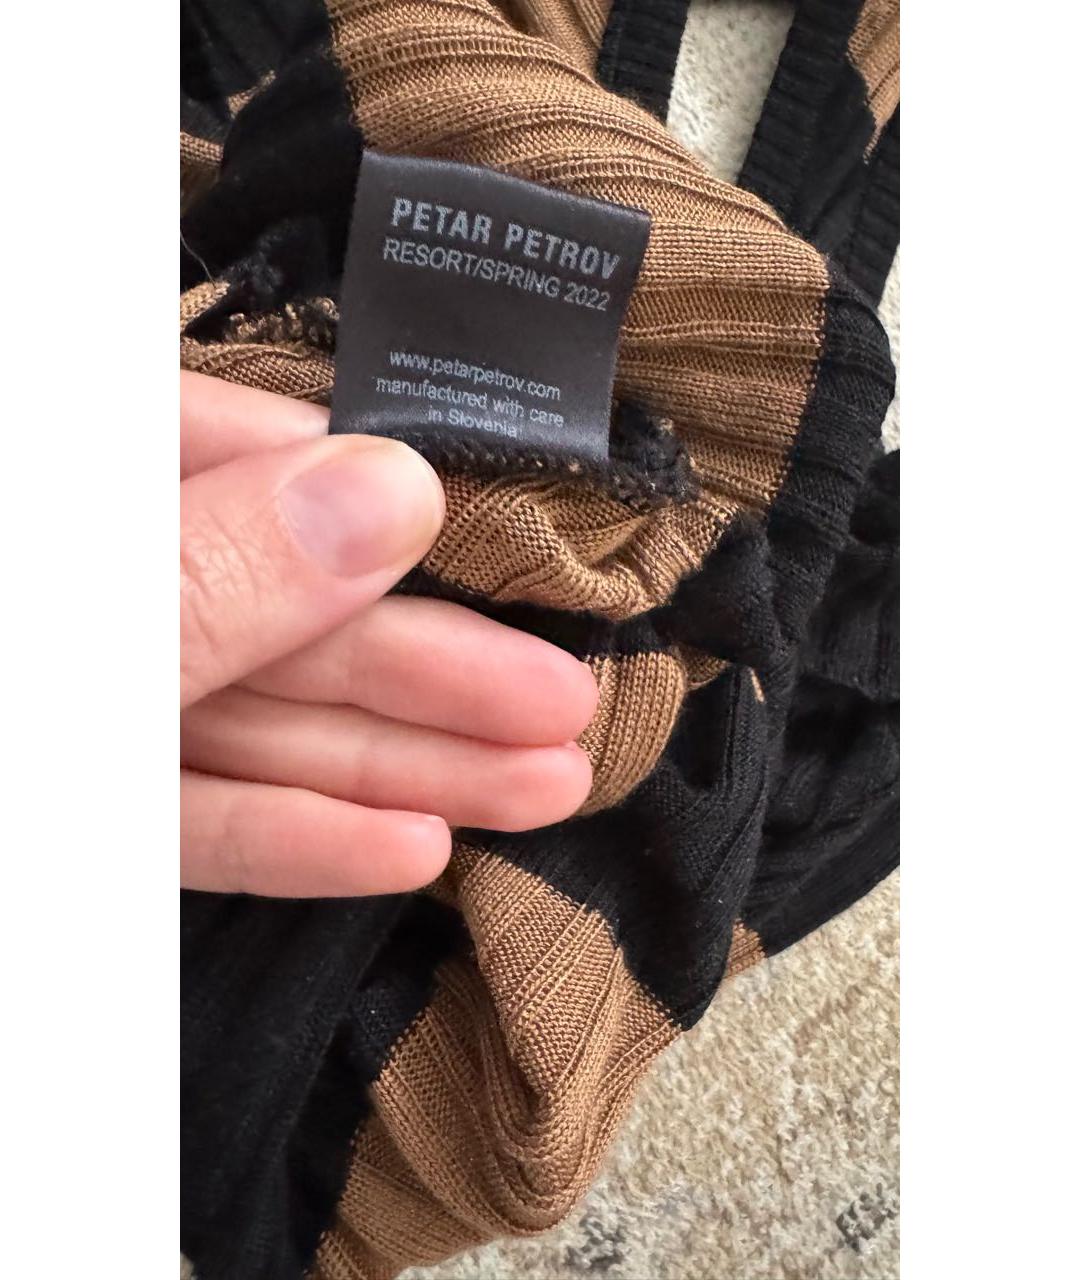 PETAR PETROV
RESORT/SPRING 2022
www.petarpetrov.com
manufactured with care
in Slovenia